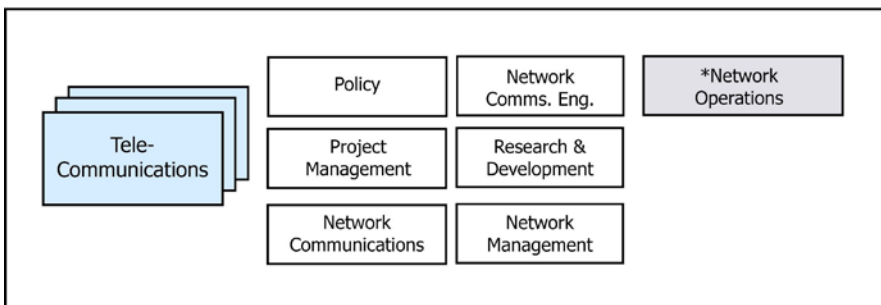 Tele-
Communications
Policy
Network
Comms. Eng.
*Network
Operations
Project
Management
Research &
Development
Network
Communications
Network
Management